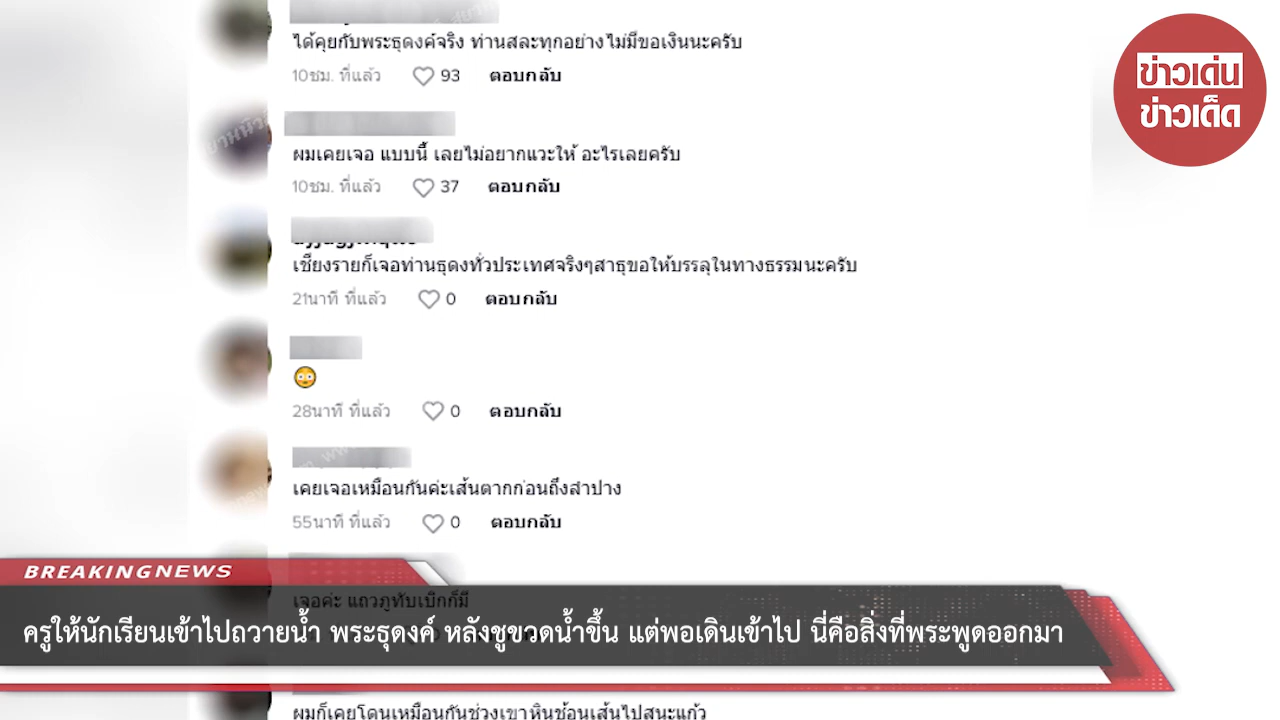 ได้คุยกับพระธุดงค์จริง ท่านสละทุกอย่างไม่มีขอเงินนะครับ
10ชม. ที่แล้ว 93 ตอบกลับ
ข่าวเด่น
ข่าวเด็ด
ผมเคยเจอ แบบนี้ เลยไม่อยากแวะให้ อะไรเลยครับ
10ชม. ที่แล้ว 37 ตอบกลับ
เชียงรายก็เจอท่านธุดงทั่วประเทศจริงๆสาธุขอให้บรรลุในทางธรรมนะครับ
21นาที ที่แล้ว 0 ตอบกลับ
28นาที ที่แล้ว 0 ตอบกลับ
เคยเจอเหมือนกันค่ะเส้นตากก่อนถึงลำปาง
55นาที ที่แล้ว 0 ตอบกลับ
BREAKINGNEWS
เจอค่ะ แถวภูทับเบิกก็มี
ครูให้นักเรียนเข้าไปถวายน้ำ พระธุดงค์ หลังชูขวดน้ำขึ้น แต่พอเดินเข้าไป นี่คือสิ่งที่พระพูดออกมา
ผมก็เคยโดนเหมือนกันช่วงเขาหินซ้อนเส้นไปสนะแก้ว